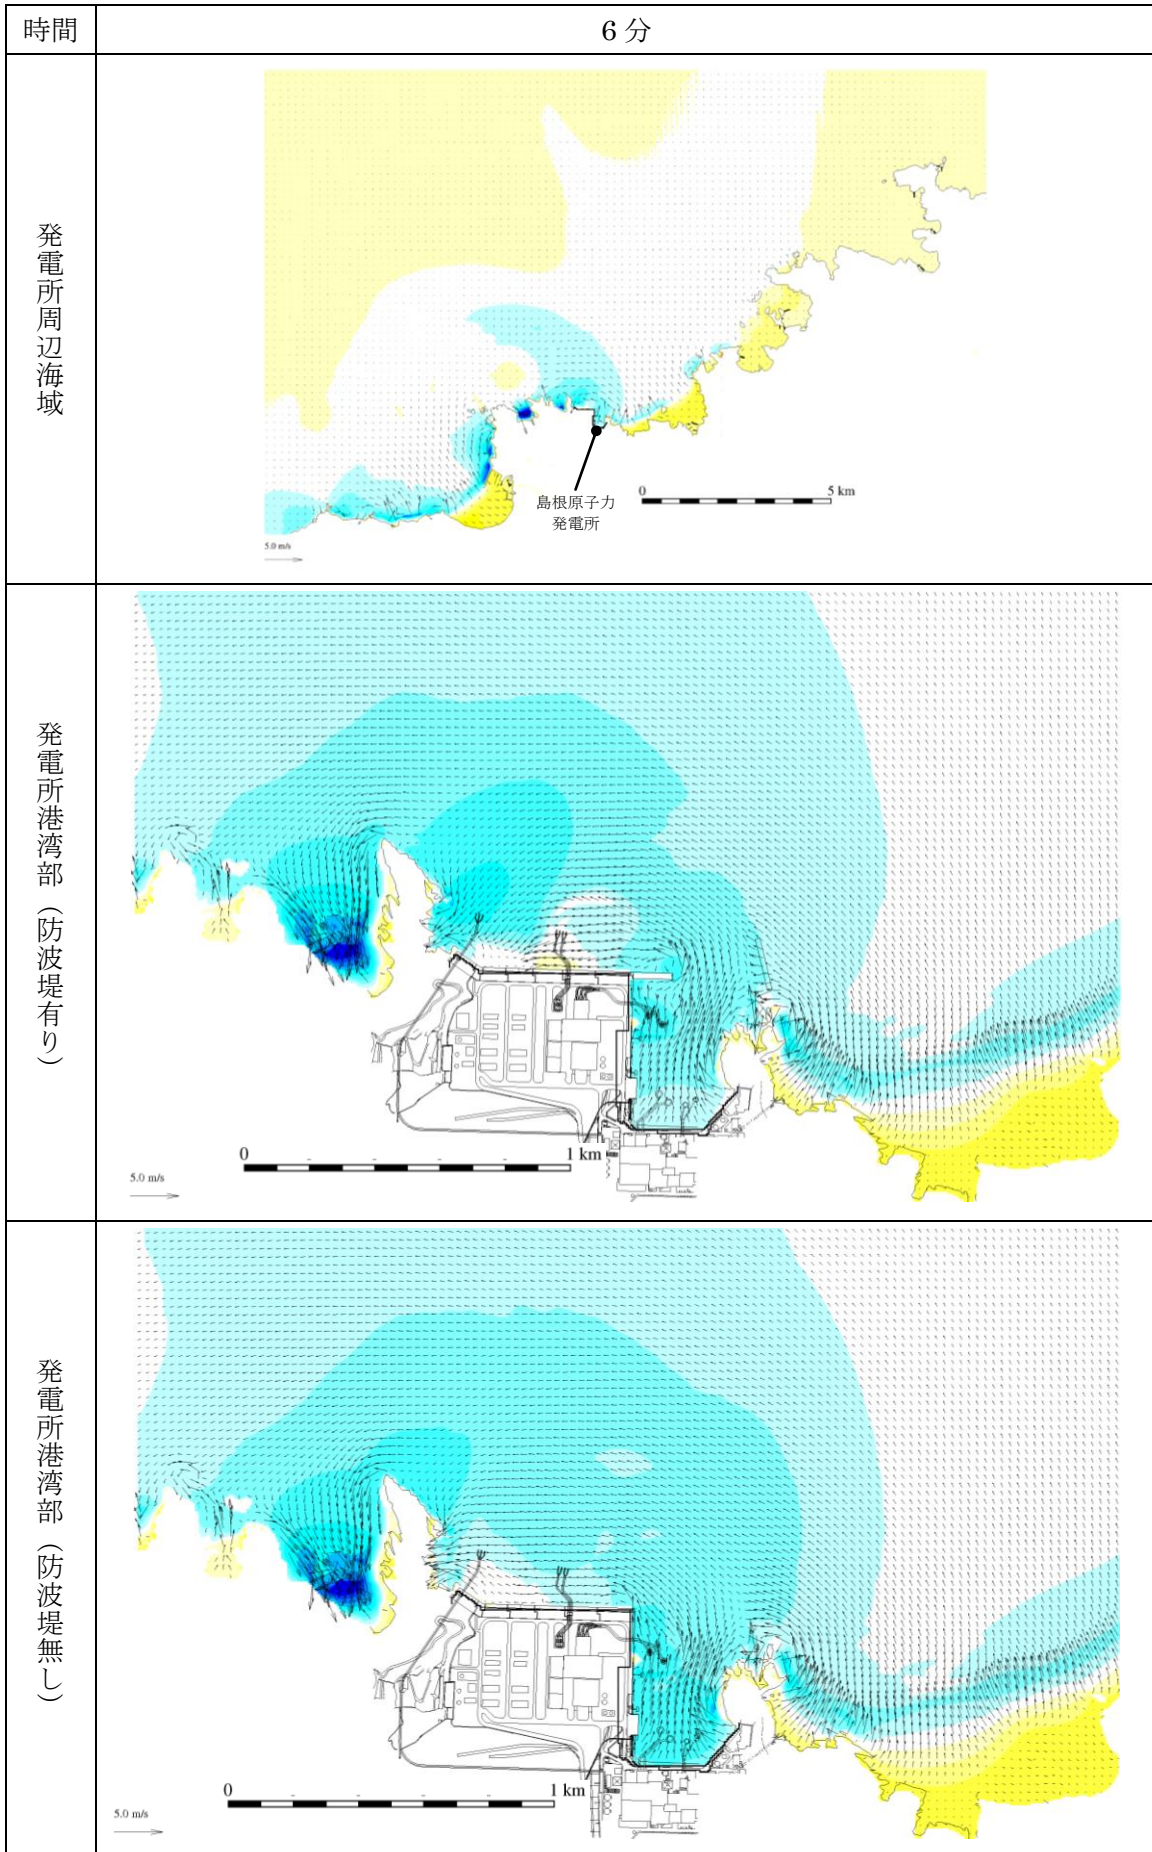 時間
6分
発電所周辺海域
島根原子力
発電所
0
5 km
5.0 m/s
発電所港湾部（防波堤有り）
0
1 km
5.0 m/s
発電所港湾部（防波堤無し）
0
1 km
5.0 m/s